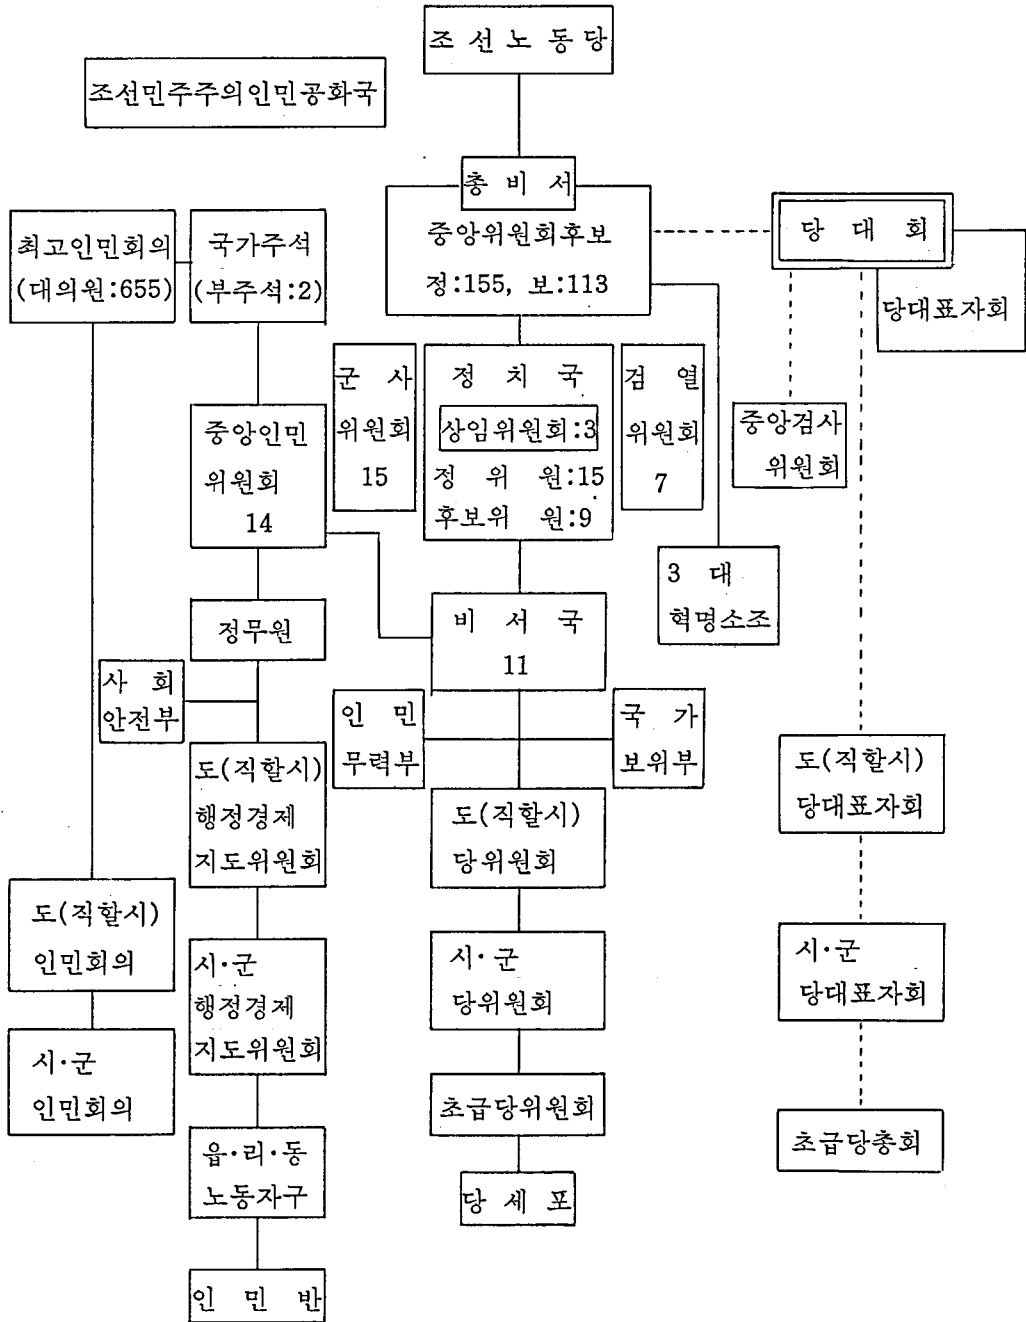 조 선 노 동 당
조선민주주의인민공화국
총 비 서
중앙위원회후보
정:155, 보:113
최고인민회의
(대의원:655)
국가주석
(부주석:2)
당 대 회
당대표자회
군 사
위원회
15
정 치 국
상임위원회:3
정 위 원:15
후보위 원:9
검 열
위원회
7
중앙검사
위원회
중앙인민
위원회
14
3 대
혁명소조
정무원
비 서 국
11
사 회
안전부
인 민
무력부
국 가
보위부
도(직할시)
행정경제
지도위원회
도(직할시)
당위원회
도(직할시)
당대표자회
도(직할시)
인민회의
시·군
행정경제
지도위원회
시·군
당위원회
시·군
당대표자회
시·군
인민회의
초급당위원회
초급당총회
읍·리·동
노동자구
당 세 포
인 민 반